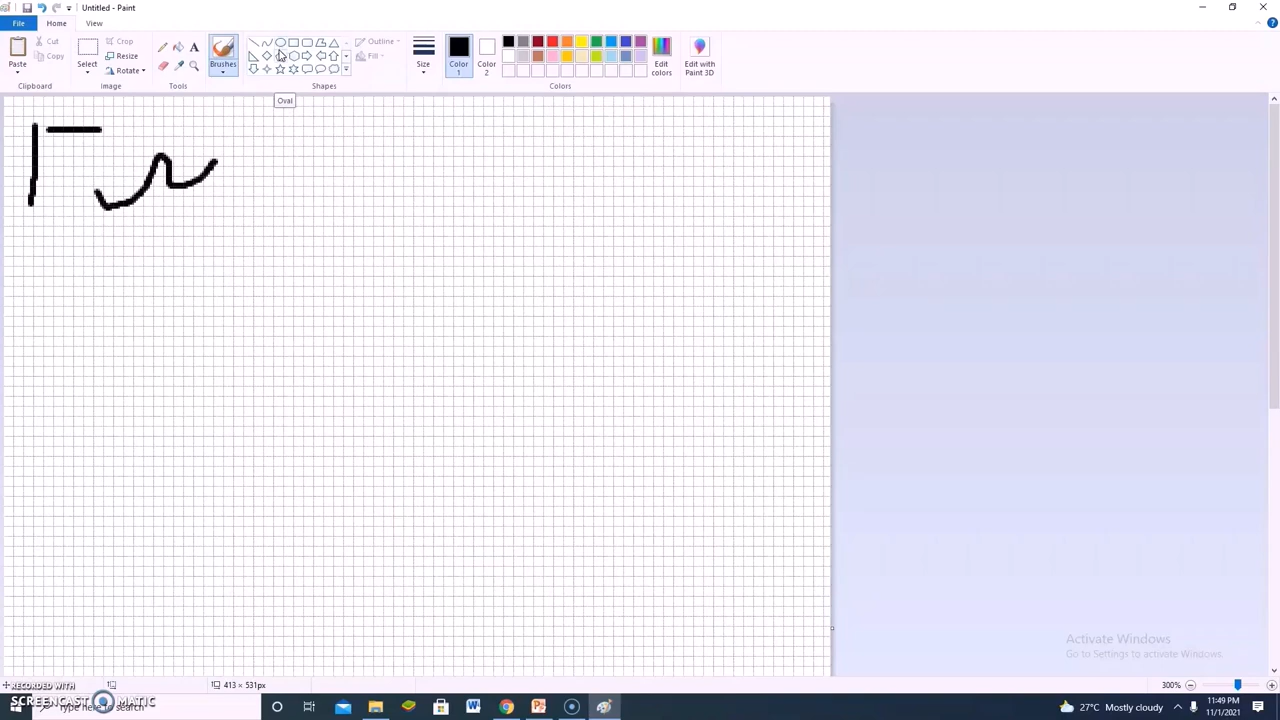 Untitled - Paint
File Home View
Cut
Copy
Paste
Clipboard
Crop
Resize
Rotate
Select
Image
Tools
Brushes
Shapes
Outline
Fill
Size
Color 1
Color 2
Colors
Edit colors
Edit with Paint 3D
Oval
Activate Windows
Go to Settings to activate Windows.
413 × 531px
300%
RECORDED WITH
SCREENCAST MATIC
27°C Mostly cloudy
11:49 PM
11/1/2021